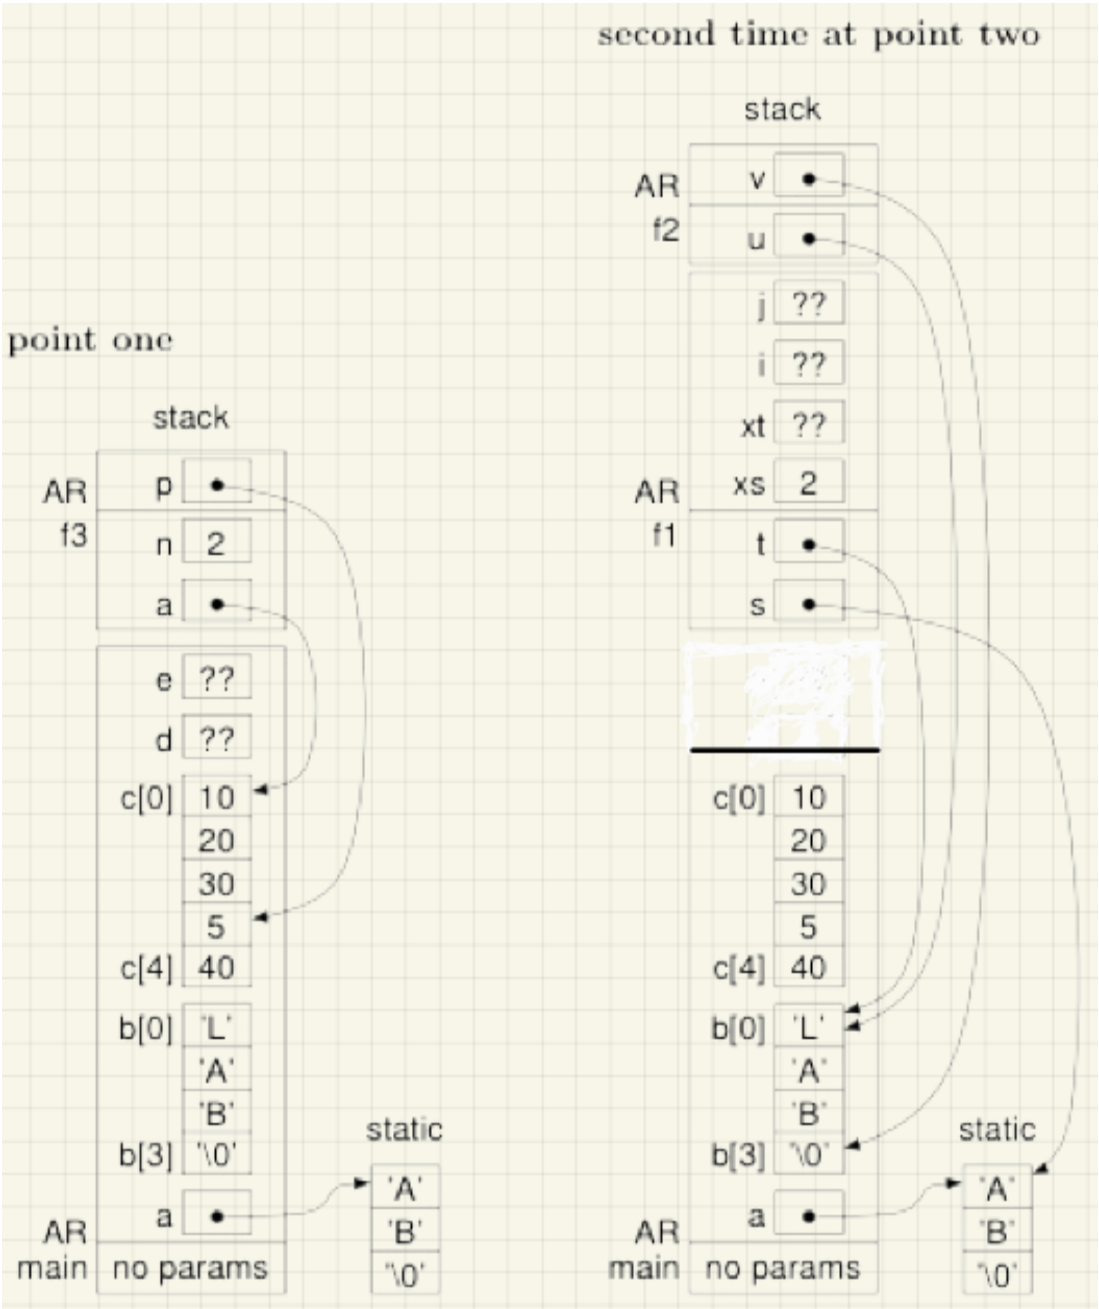 point one
stack
AR
f3
p
n 2
a
e ??
d ??
c[0] 10
20
30
5
c[4] 40
b[0] 'L'
'A'
'B'
b[3] '\0'
a
AR
main
no params
static
'A'
'B'
'\0'
second time at point two
stack
AR
f2
v
u
j ??
i ??
xt ??
AR
f1
xs 2
t
s
c[0] 10
20
30
5
c[4] 40
b[0] 'L'
'A'
'B'
b[3] '\0'
a
AR
main
no params
static
'A'
'B'
'\0'